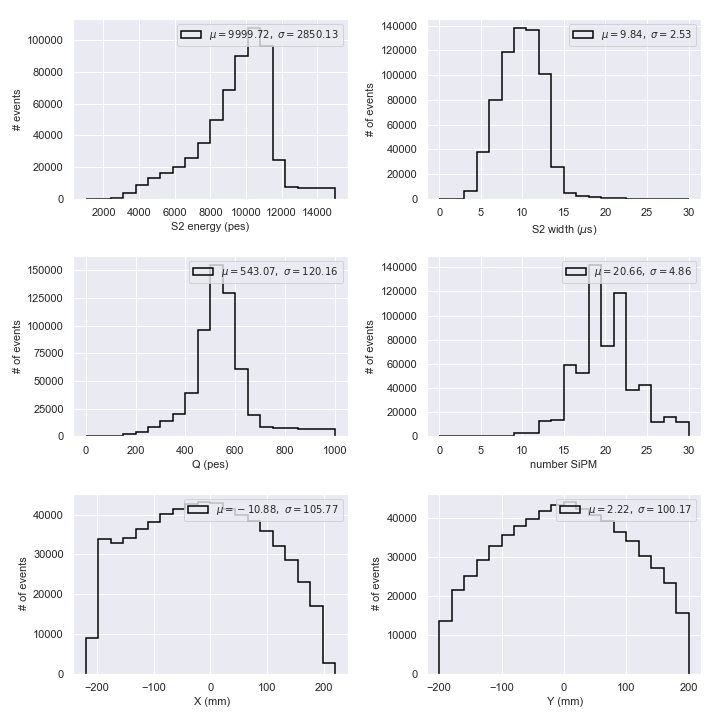 μ = 9999.72, σ = 2850.13
100000
80000
60000
40000
20000
0
# events
2000 4000 6000 8000 10000 12000 14000
S2 energy (pes)
μ = 9.84, σ = 2.53
140000
120000
100000
80000
60000
40000
20000
0
# of events
0 5 10 15 20 25 30
S2 width (μs)
μ = 543.07, σ = 120.16
150000
125000
100000
75000
50000
25000
0
# of events
0 200 400 600 800 1000
Q (pes)
μ = 20.66, σ = 4.86
140000
120000
100000
80000
60000
40000
20000
0
# of events
0 5 10 15 20 25 30
number SiPM
μ = −10.88, σ = 105.77
40000
30000
20000
10000
0
# of events
−200 −100 0 100 200
X (mm)
μ = 2.22, σ = 100.17
40000
30000
20000
10000
0
# of events
−200 −100 0 100 200
Y (mm)